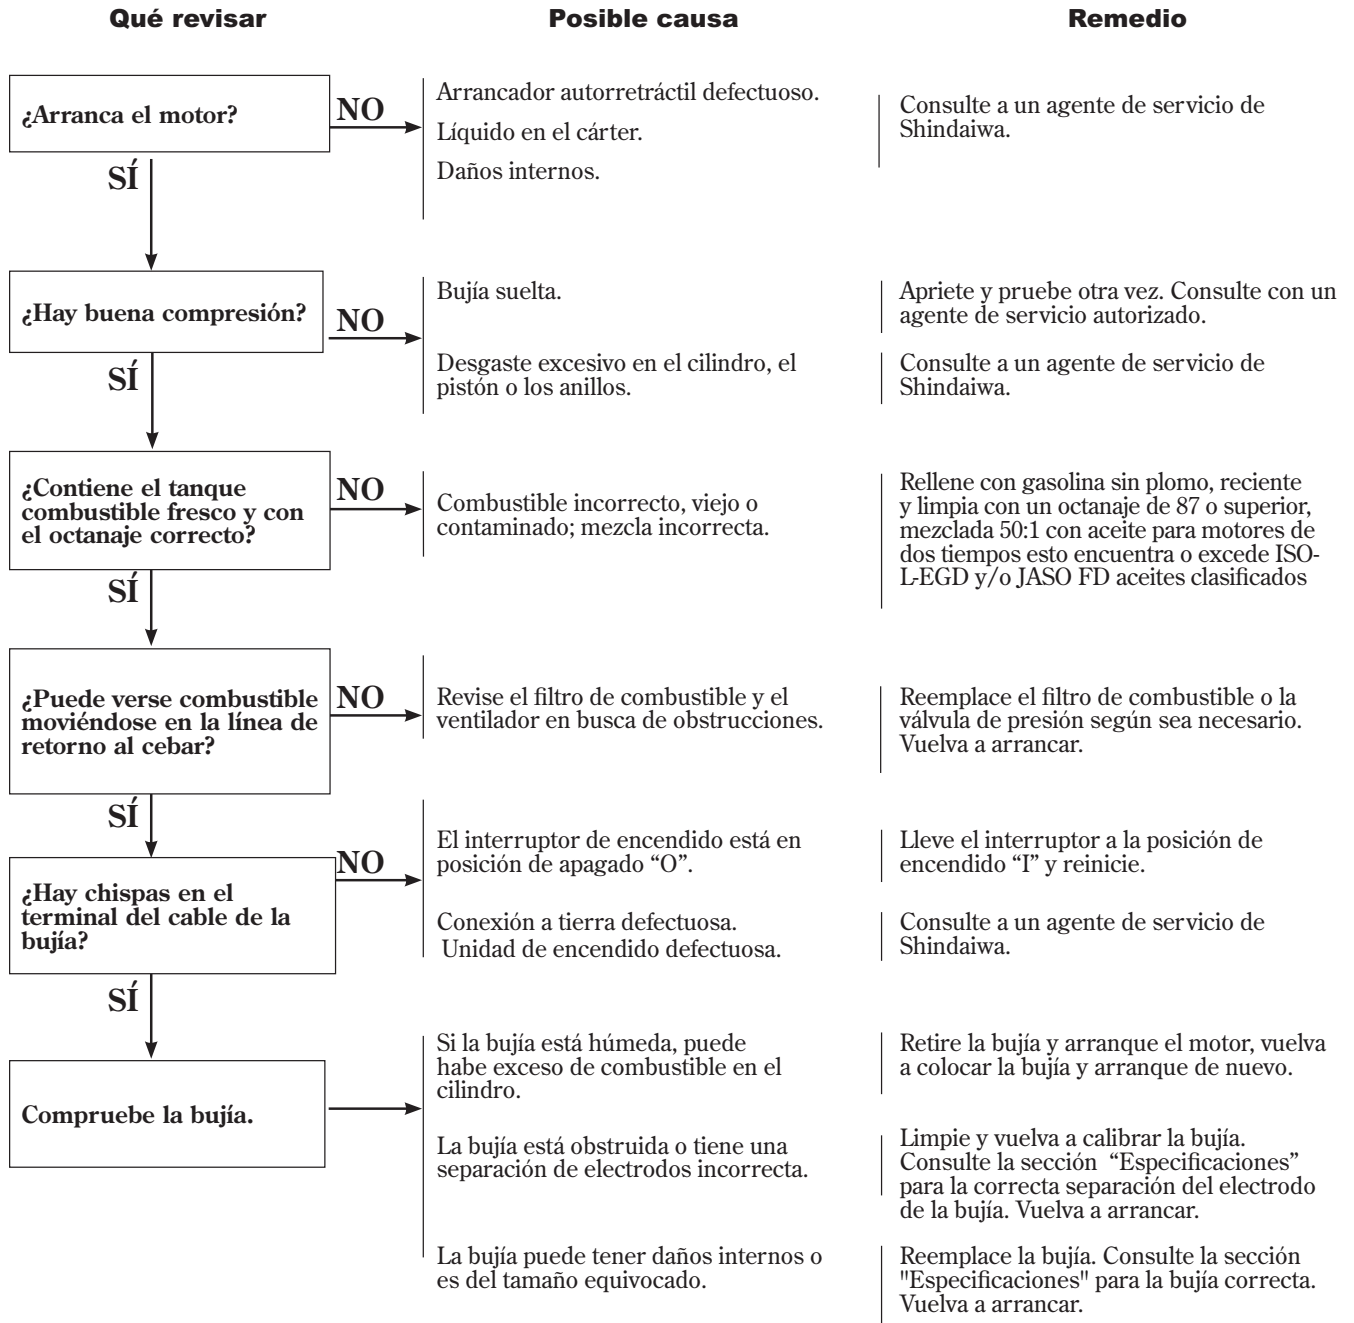 Qué revisar
Posible causa
Remedio
¿Arranca el motor?
NO
Arrancador autorretráctil defectuoso.
Líquido en el cárter.
Daños internos.
Consulte a un agente de servicio de
Shindaiwa.
SÍ
¿Hay buena compresión?
NO
Bujía suelta.
Apriete y pruebe otra vez. Consulte con un
agente de servicio autorizado.
Desgaste excesivo en el cilindro, el
pistón o los anillos.
Consulte a un agente de servicio de
Shindaiwa.
SÍ
¿Contiene el tanque
combustible fresco y con
el octanaje correcto?
NO
Combustible incorrecto, viejo o
contaminado; mezcla incorrecta.
Rellene con gasolina sin plomo, reciente
y limpia con un octanaje de 87 o superior,
mezclada 50:1 con aceite para motores de
dos tiempos esto encuentra o excede ISO-
L-EGD y/o JASO FD aceites clasificados
SÍ
¿Puede verse combustible
moviéndose en la línea de
retorno al cebar?
NO
Revise el filtro de combustible y el
ventilador en busca de obstrucciones.
Reemplace el filtro de combustible o la
válvula de presión según sea necesario.
Vuelva a arrancar.
SÍ
¿Hay chispas en el
terminal del cable de la
bujía?
NO
El interruptor de encendido está en
posición de apagado “O”.
Lleve el interruptor a la posición de
encendido “I” y reinicie.
Conexión a tierra defectuosa.
Unidad de encendido defectuosa.
Consulte a un agente de servicio de
Shindaiwa.
SÍ
Compruebe la bujía.
Si la bujía está húmeda, puede
habe exceso de combustible en el
cilindro.
Retire la bujía y arranque el motor, vuelva
a colocar la bujía y arranque de nuevo.
La bujía está obstruida o tiene una
separación de electrodos incorrecta.
Limpie y vuelva a calibrar la bujía.
Consulte la sección “Especificaciones”
para la correcta separación del electrodo
de la bujía. Vuelva a arrancar.
La bujía puede tener daños internos o
es del tamaño equivocado.
Reemplace la bujía. Consulte la sección
"Especificaciones" para la bujía correcta.
Vuelva a arrancar.